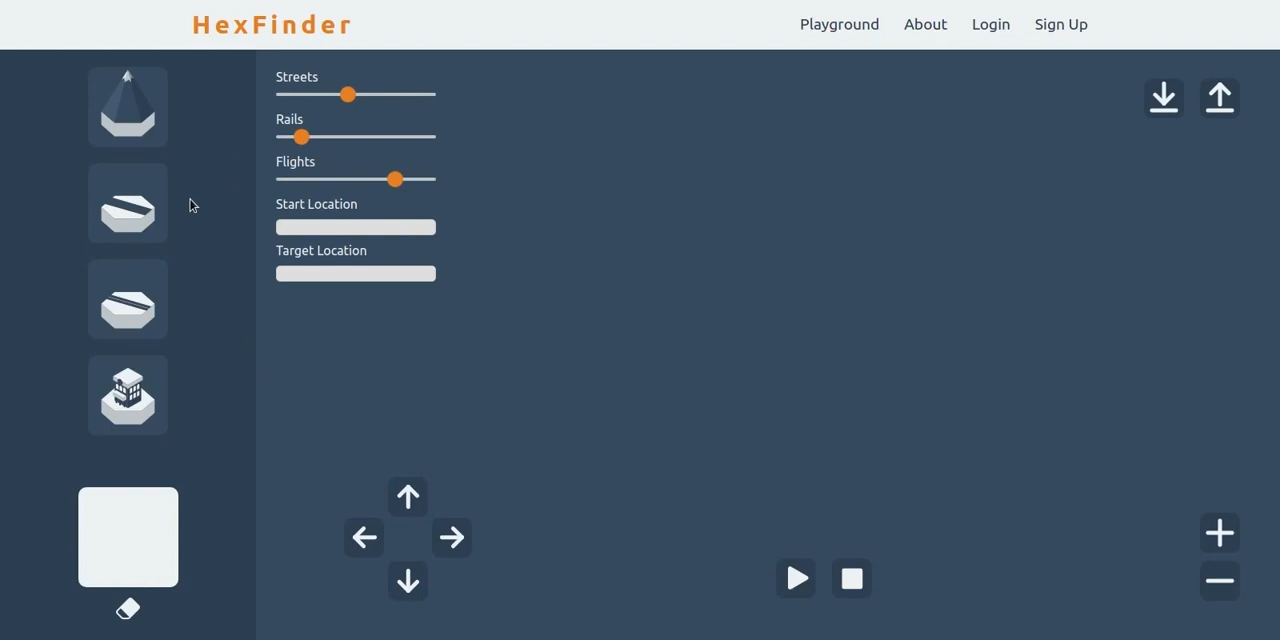 HexFinder
Playground About Login Sign Up
Streets
Rails
Flights
Start Location
Target Location